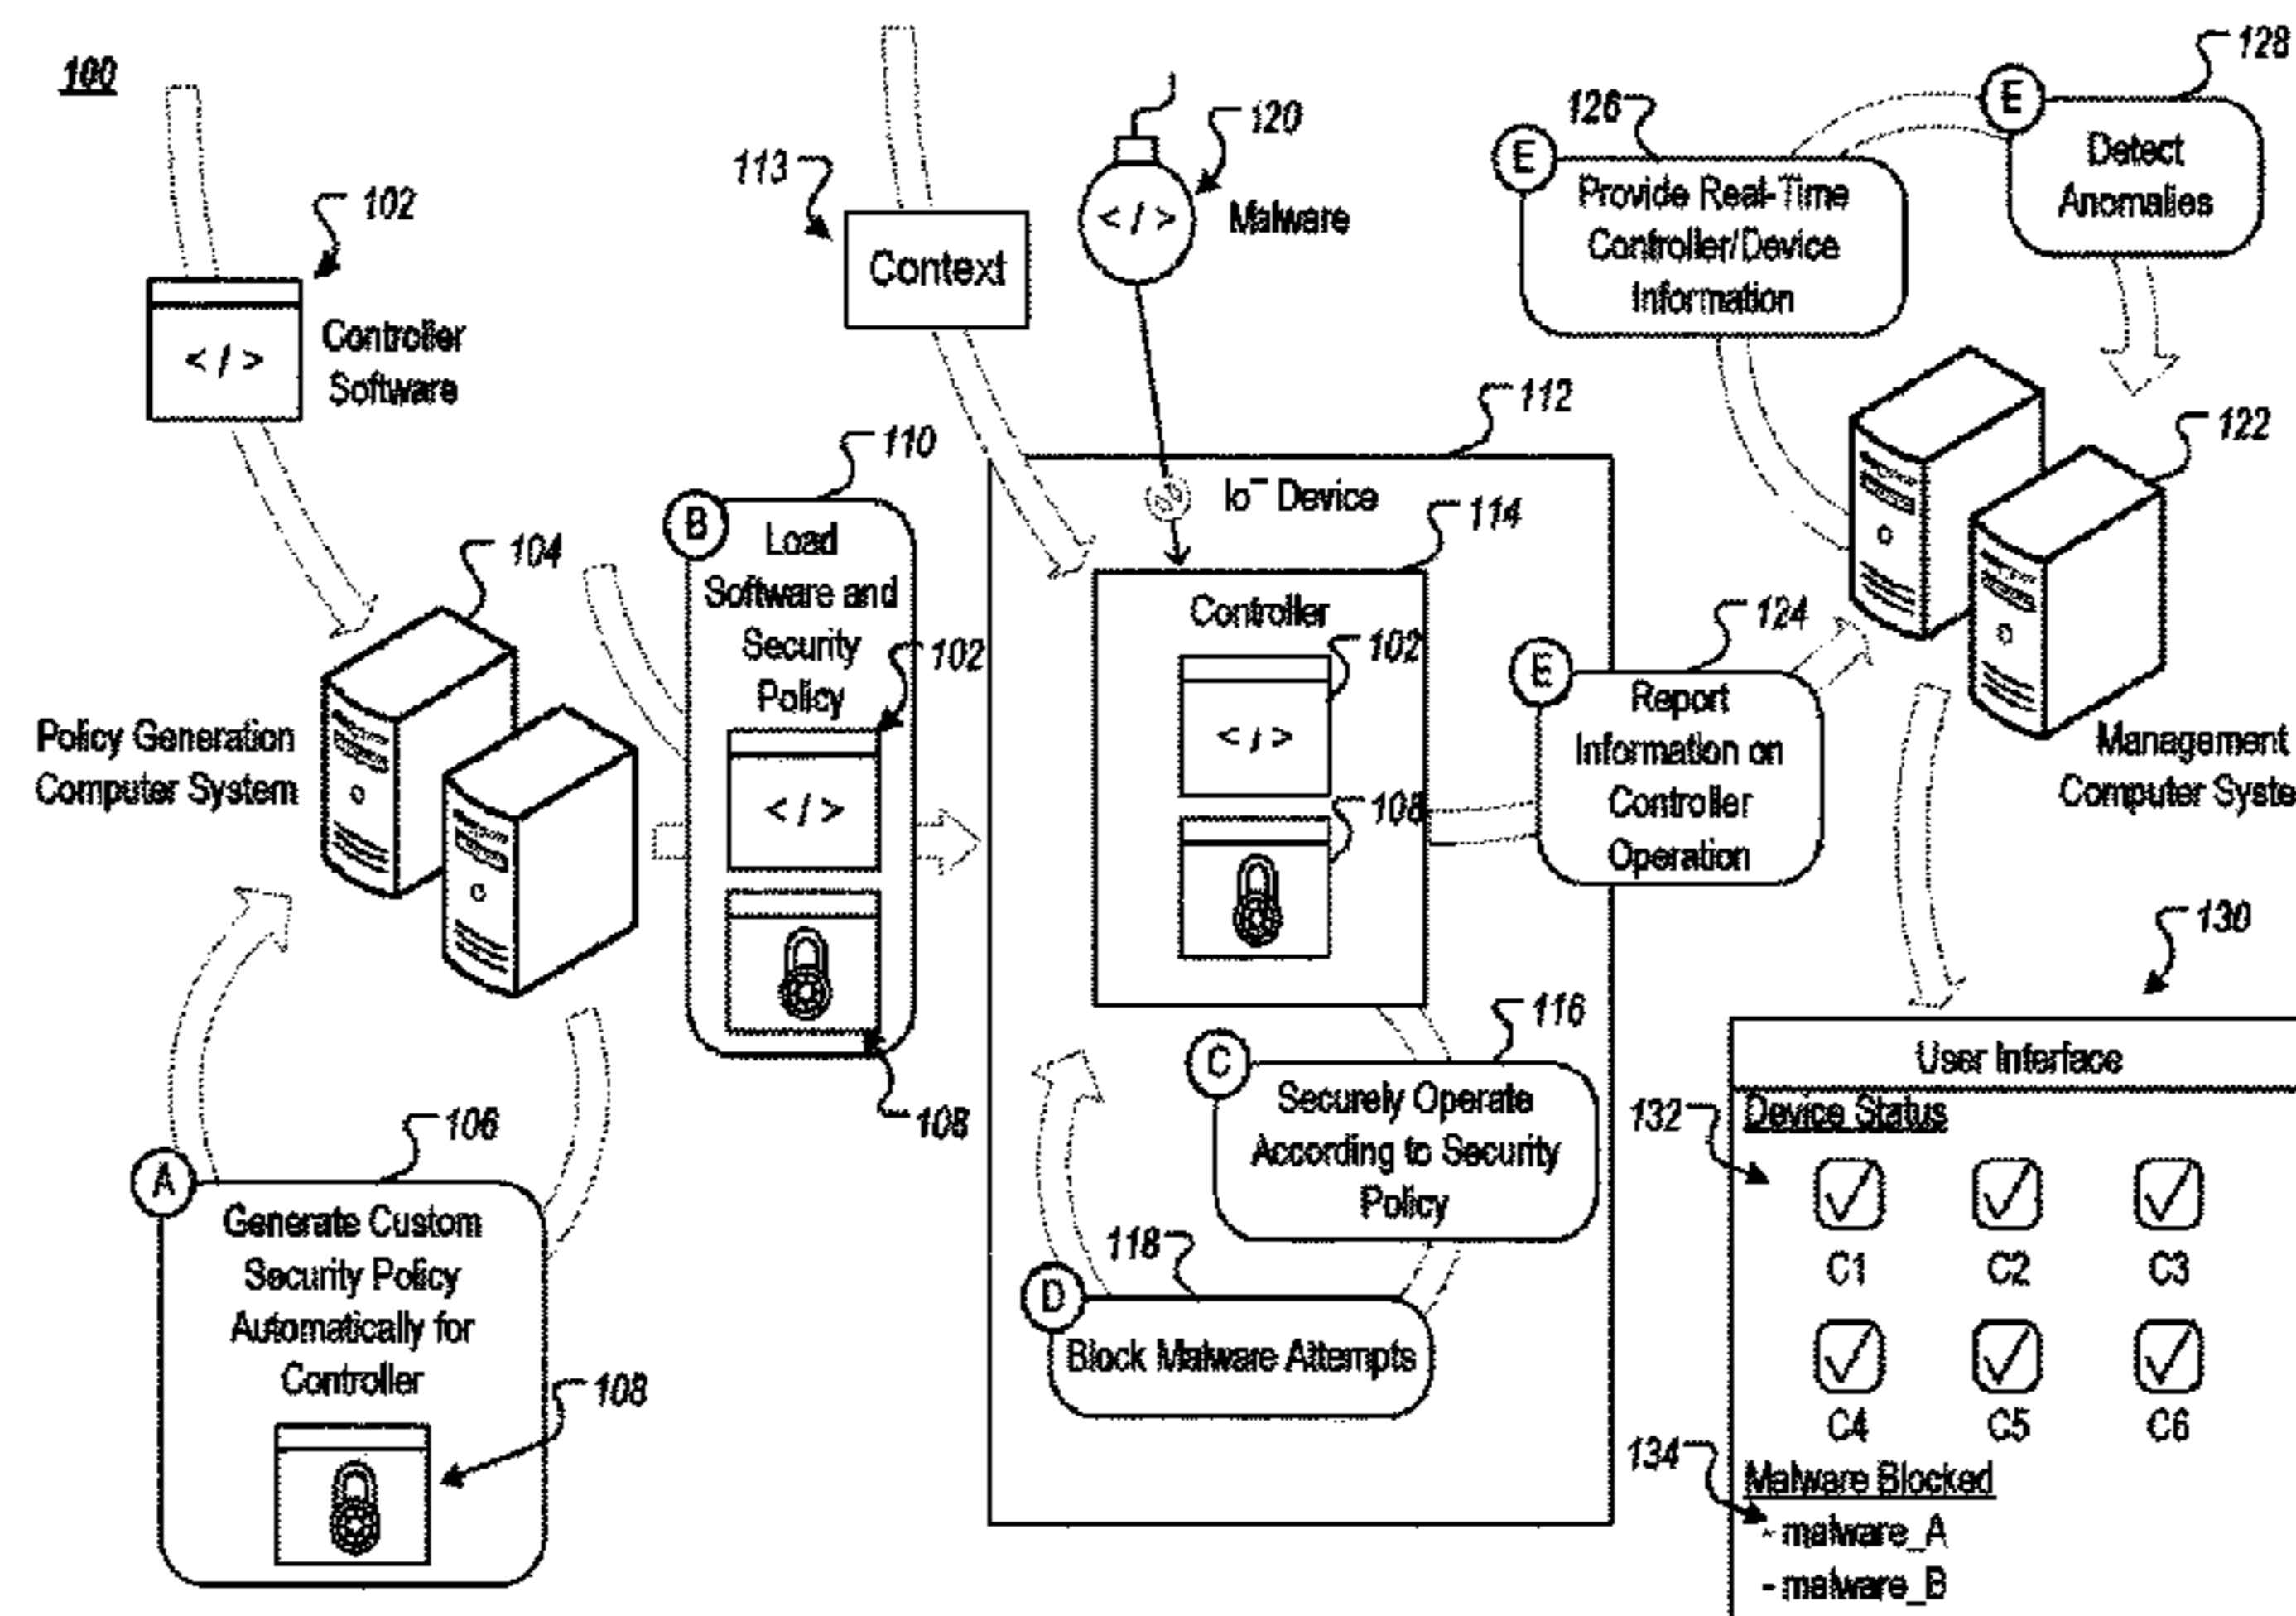 100
102
</>
Controller
Software
104
Policy Generation
Computer System
106
A
Generate Custom
Security Policy
Automatically for
Controller
108
110
B
Load
Software and
Security
Policy
102
</>
108
113
Context
120
</>
Malware
112
Device
114
Controller
102
</>
108
116
C
Securely Operate
According to Security
Policy
118
D
Block Malware Attempts
124
E
Report
Information on
Controller
Operation
126
E
Provide Real-Time
Controller/Device
Information
128
E
Detect
Anomalies
122
Management
Computer Syste
130
User Interface
132
Device Status
C1 C2 C3
C4 C5 C6
134
Malware Blocked
- malware_A
- malware_B